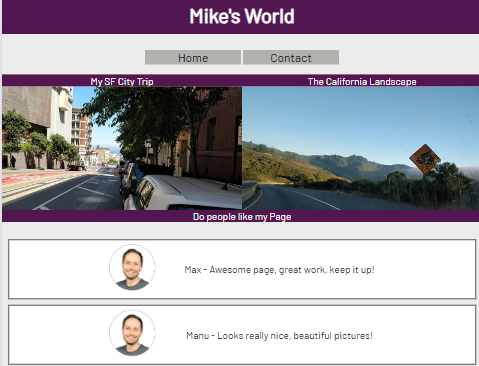 Mike's World
Home Contact
My SF City Trip The California Landscape
Do people like my Page
Max - Awesome page, great work, keep it up!
Manu - Looks really nice, beautiful pictures!